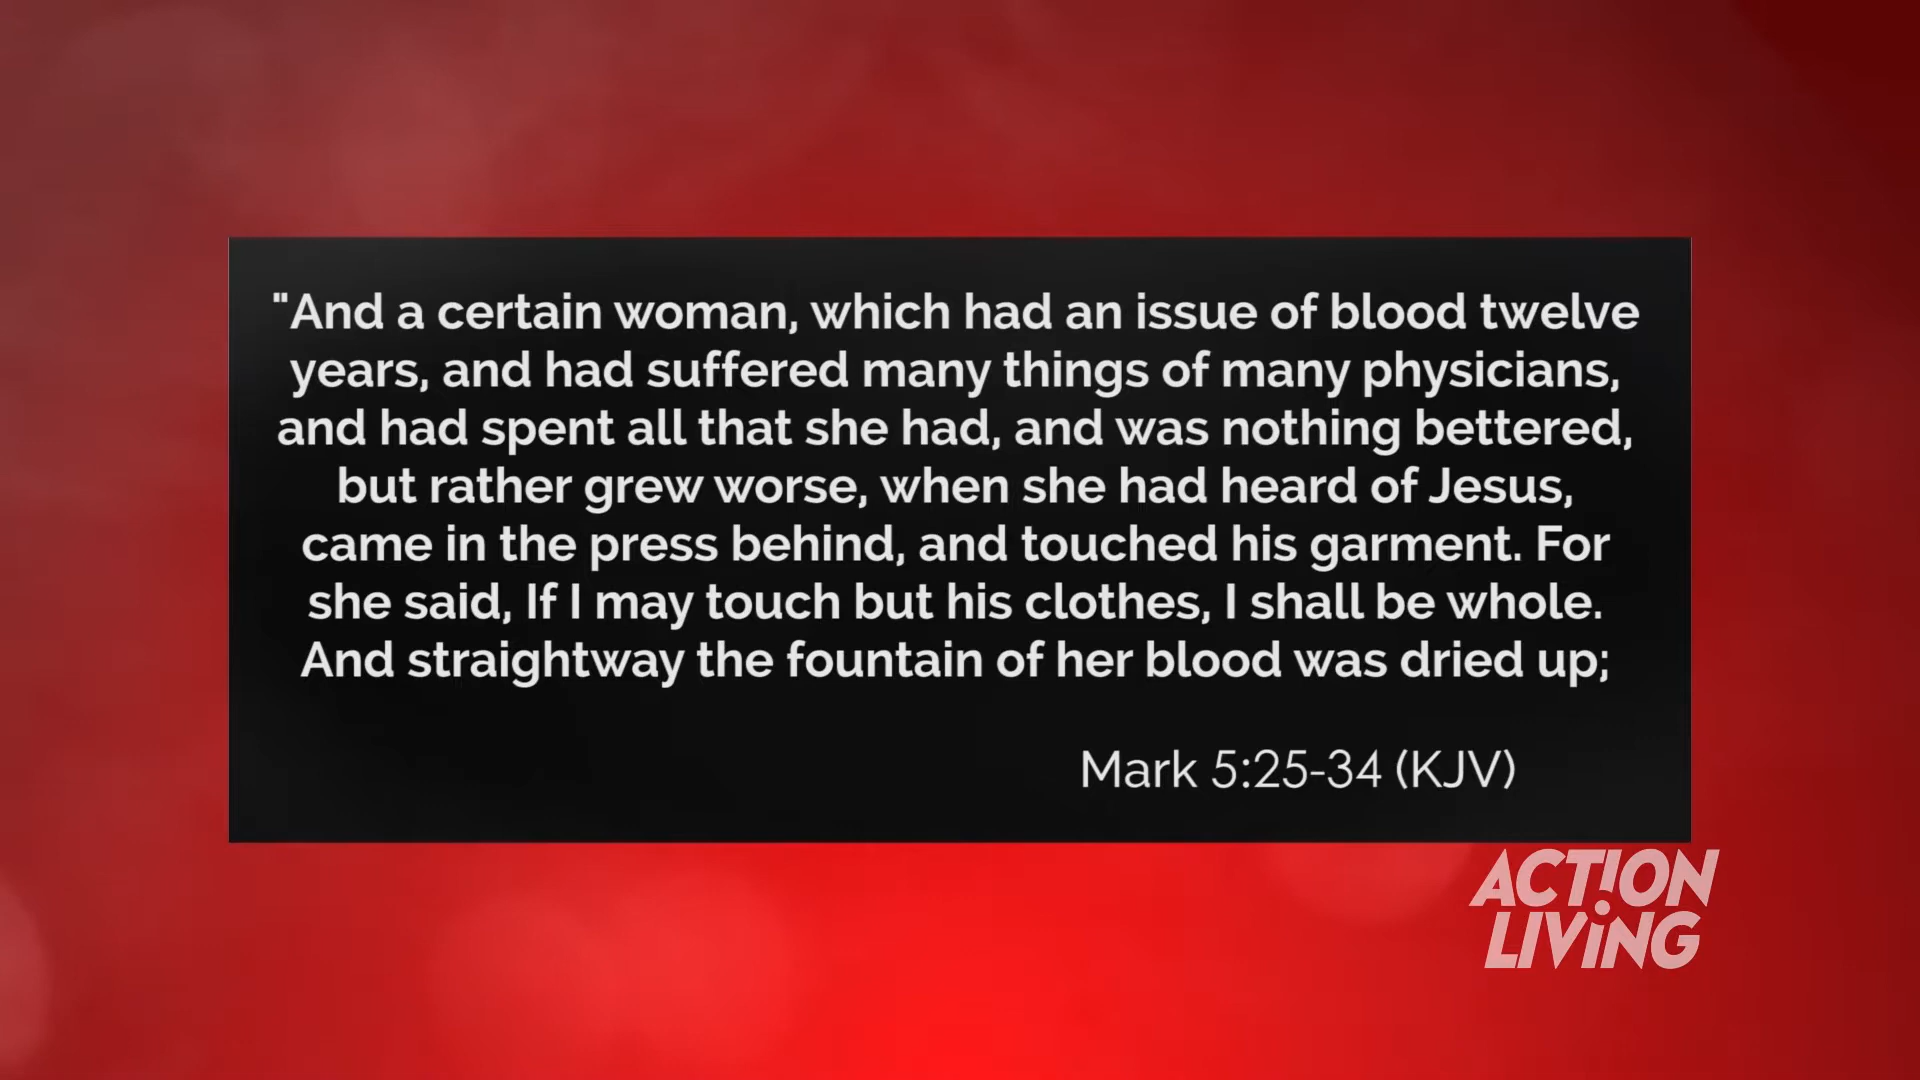 "And a certain woman, which had an issue of blood twelve
years, and had suffered many things of many physicians,
and had spent all that she had, and was nothing bettered,
but rather grew worse, when she had heard of Jesus,
came in the press behind, and touched his garment. For
she said, If I may touch but his clothes, I shall be whole.
And straightway the fountain of her blood was dried up;
Mark 5:25-34 (KJV)
ACTION
LIVING